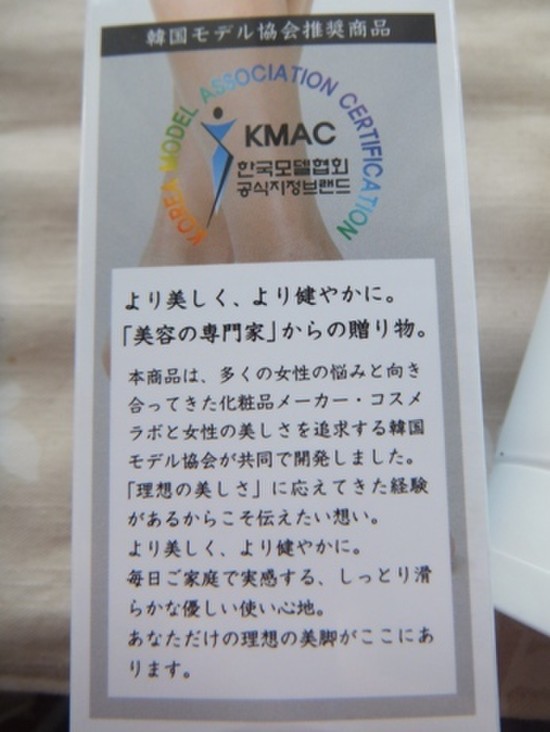 韓国モデル協会推奨商品
KOREA MODEL ASSOCIATION CERTIFICATION
KMAC
한국모델협회
공식지정브랜드
より美しく、より健やかに。
「美容の専門家」からの贈り物。
本商品は、多くの女性の悩みと向き
合ってきた化粧品メーカー・コスメ
ラボと女性の美しさを追求する韓国
モデル協会が共同で開発しました。
「理想の美しさ」に応えてきた経験
があるからこそ伝えたい想い。
より美しく、より健やかに。
毎日ご家庭で実感する、しっとり滑
らかな優しい使い心地。
あなただけの理想の美脚がここにあ
ります。